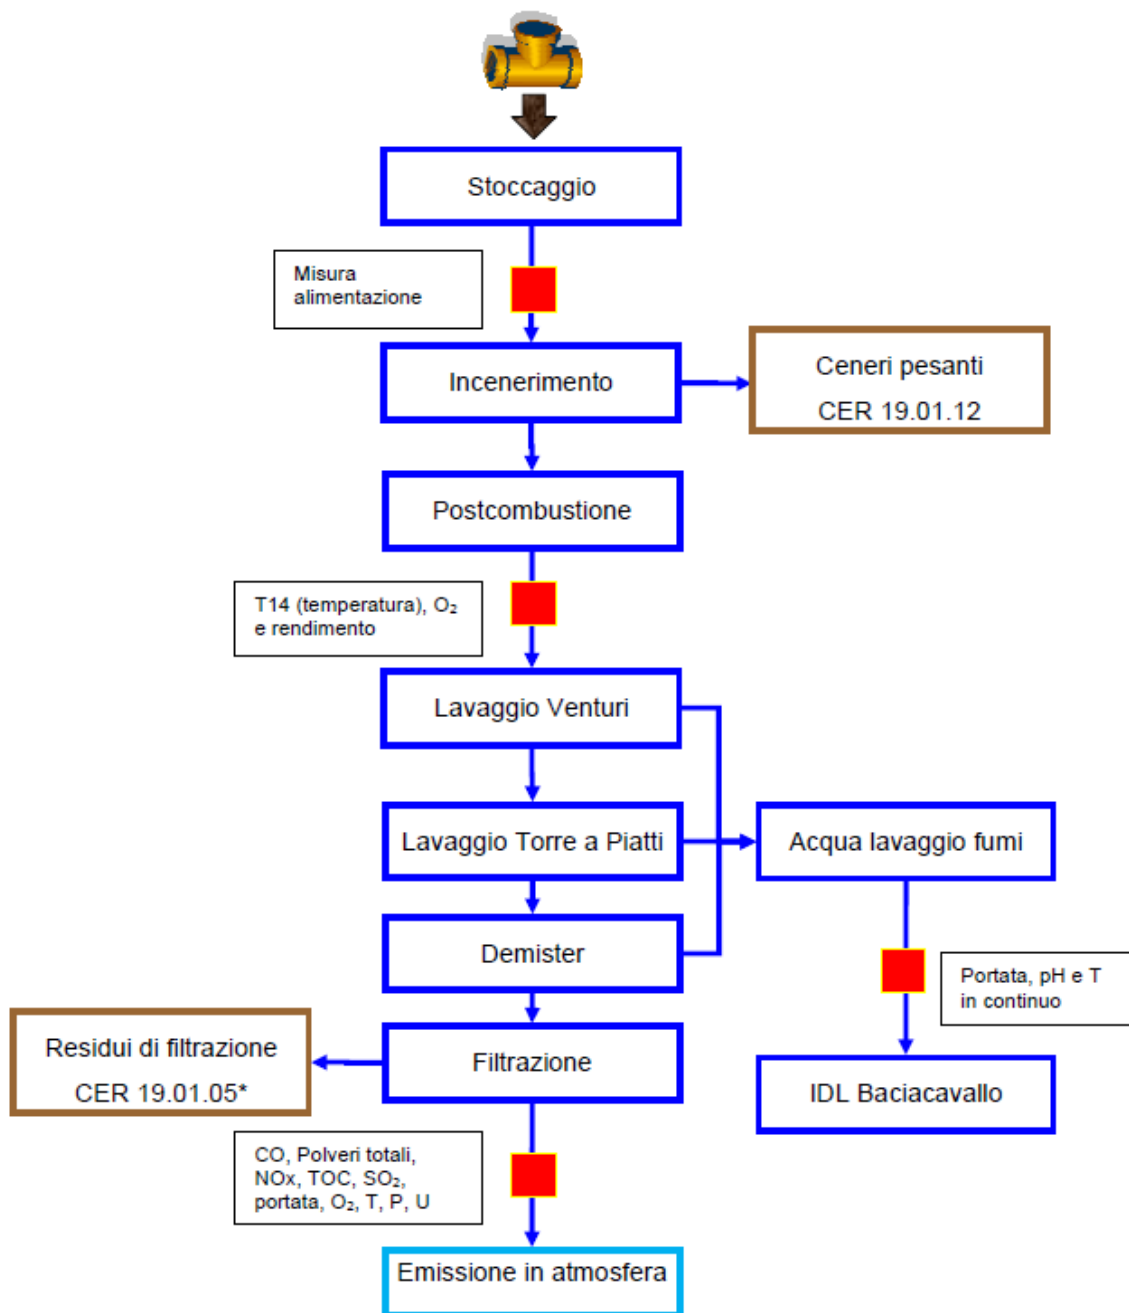 Stoccaggio
Misura
alimentazione
Incenerimento
Ceneri pesanti
CER 19.01.12
Postcombustione
T14 (temperatura), O₂
e rendimento
Lavaggio Venturi
Lavaggio Torre a Piatti
Acqua lavaggio fumi
Demister
Portata, pH e T
in continuo
Residui di filtrazione
CER 19.01.05*
Filtrazione
IDL Baciacavallo
CO, Polveri totali,
NOx, TOC, SO₂,
portata, O₂, T, P, U
Emissione in atmosfera